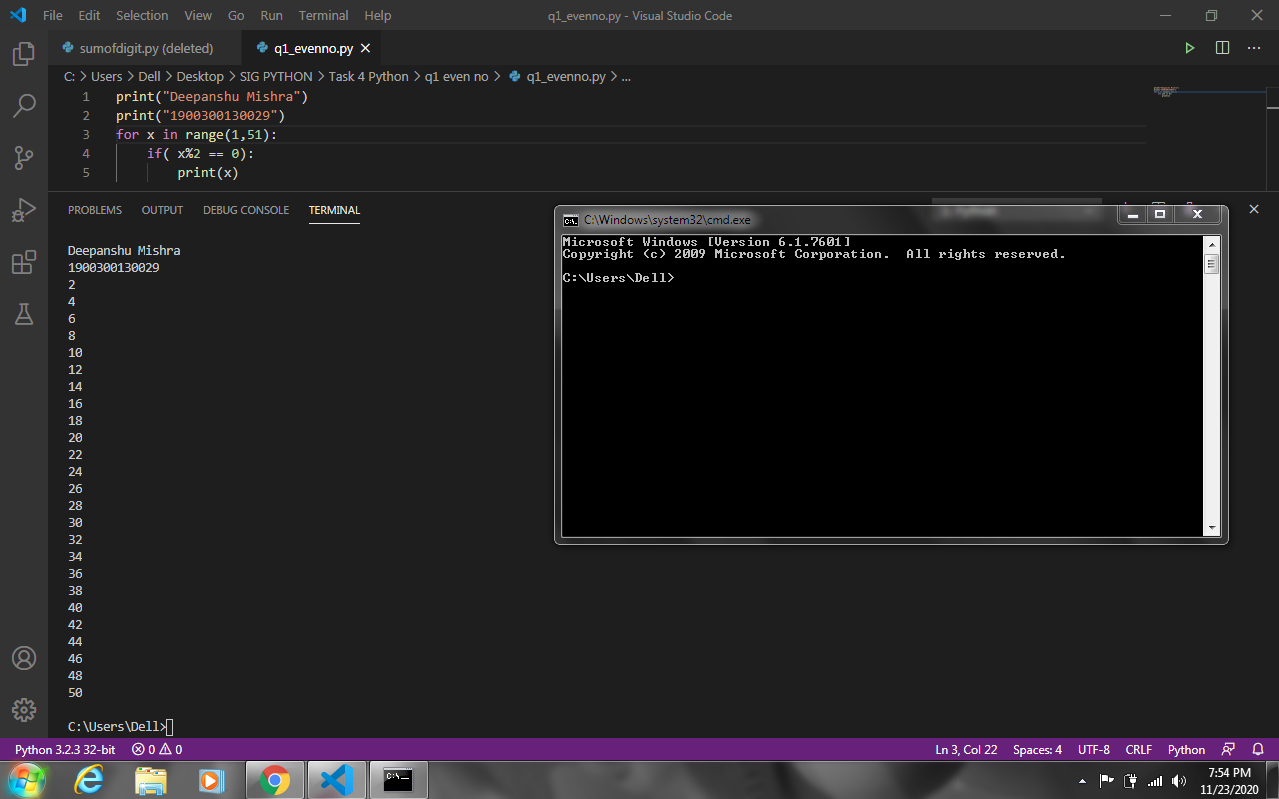 File Edit Selection View Go Run Terminal Help q1_evenno.py - Visual Studio Code
sumofdigit.py (deleted) q1_evenno.py
C: > Users > Dell > Desktop > SIG PYTHON > Task 4 Python > q1 even no > q1_evenno.py > ...
1 print("Deepanshu Mishra")
2 print("1900300130029")
3 for x in range(1,51):
4 if( x%2 == 0):
5 print(x)
PROBLEMS OUTPUT DEBUG CONSOLE TERMINAL
Deepanshu Mishra
1900300130029
2
4
6
8
10
12
14
16
18
20
22
24
26
28
30
32
34
36
38
40
42
44
46
48
50
C:\Users\Dell>
C:\Windows\system32\cmd.exe
Microsoft Windows [Version 6.1.7601]
Copyright (c) 2009 Microsoft Corporation. All rights reserved.
C:\Users\Dell>
Python 3.2.3 32-bit 0 0 Ln 3, Col 22 Spaces: 4 UTF-8 CRLF Python
7:54 PM
11/23/2020